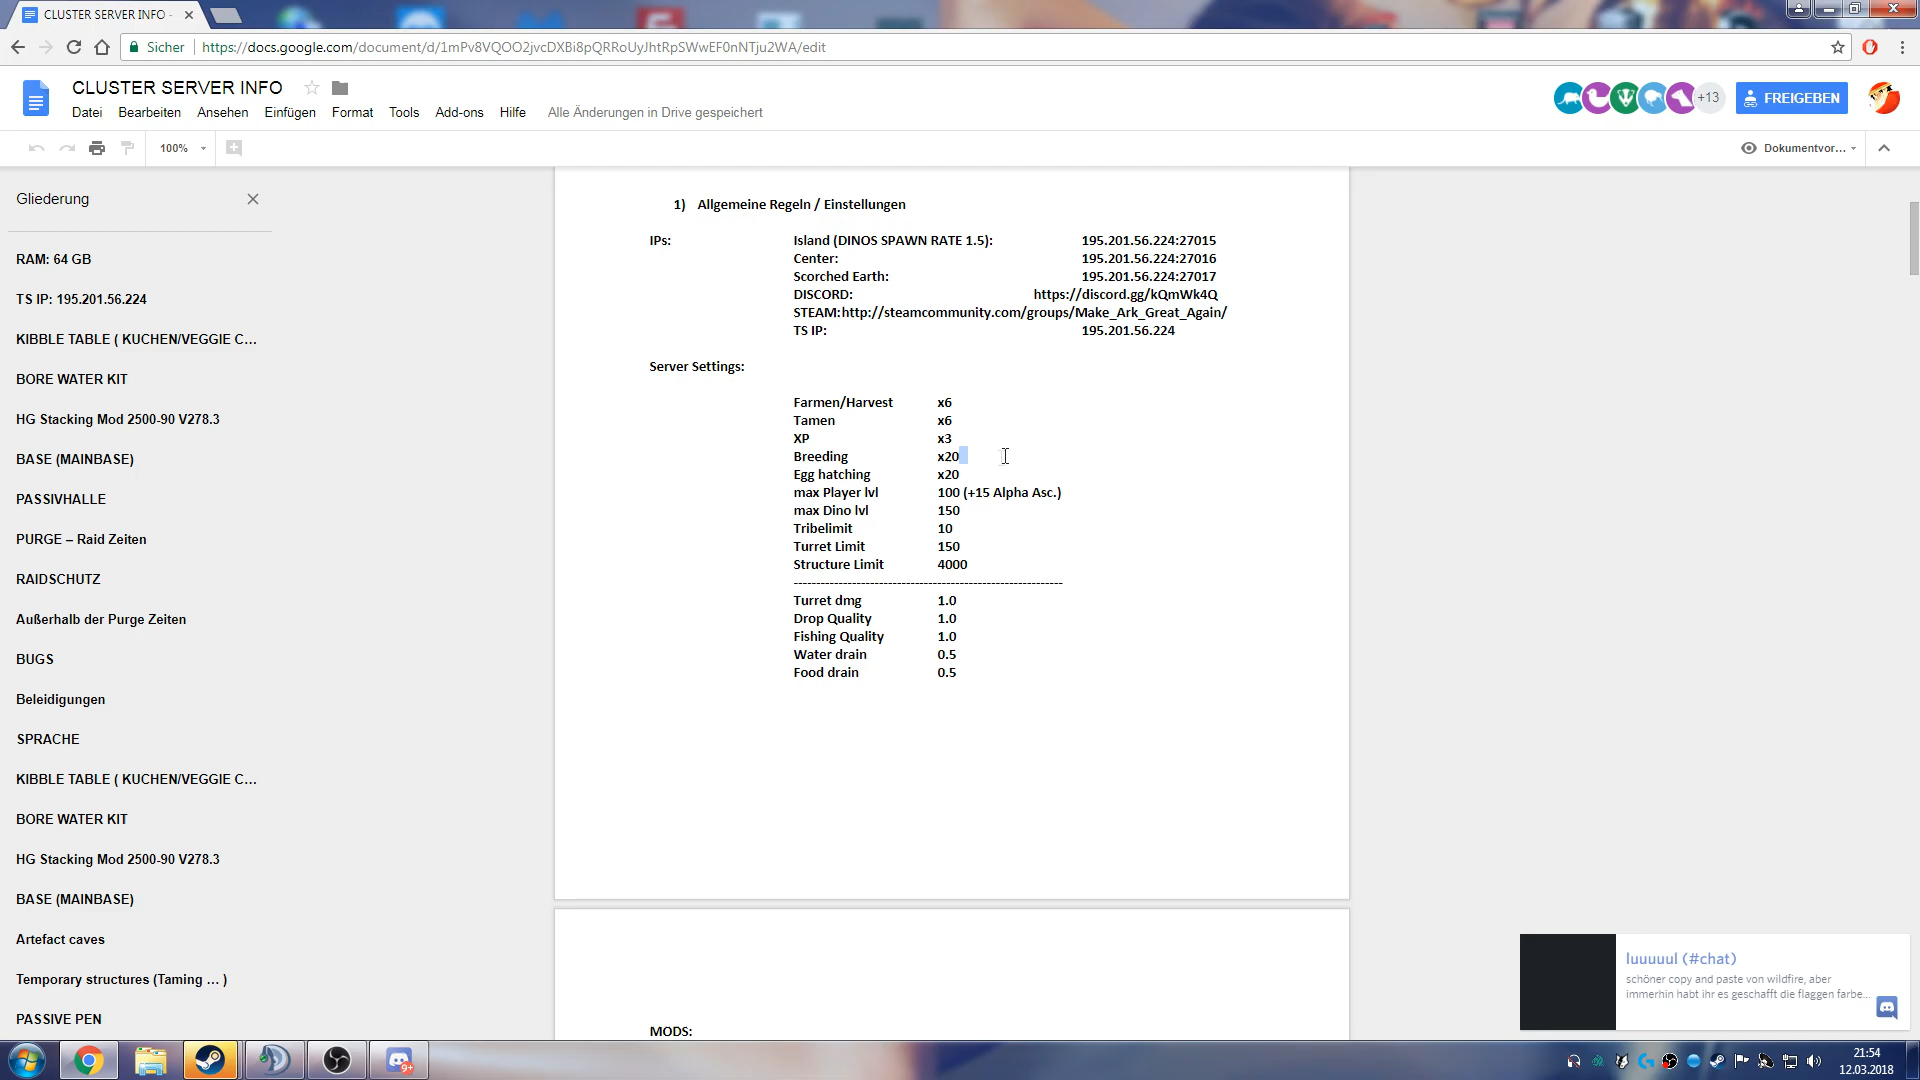 CLUSTER SERVER INFO -
Sicher https://docs.google.com/document/d/1mPv8VQOO2jvcDXBi8pQRRoUyJhtRpSWwEF0nNTju2WA/edit
CLUSTER SERVER INFO
Datei Bearbeiten Ansehen Einfügen Format Tools Add-ons Hilfe Alle Änderungen in Drive gespeichert
+13 FREIGEBEN
100% Dokumentvor...
Gliederung
RAM: 64 GB
TS IP: 195.201.56.224
KIBBLE TABLE ( KUCHEN/VEGGIE C...
BORE WATER KIT
HG Stacking Mod 2500-90 V278.3
BASE (MAINBASE)
PASSIVHALLE
PURGE – Raid Zeiten
RAIDSCHUTZ
Außerhalb der Purge Zeiten
BUGS
Beleidigungen
SPRACHE
KIBBLE TABLE ( KUCHEN/VEGGIE C...
BORE WATER KIT
HG Stacking Mod 2500-90 V278.3
BASE (MAINBASE)
Artefact caves
Temporary structures (Taming ... )
PASSIVE PEN
1) Allgemeine Regeln / Einstellungen
IPs: Island (DINOS SPAWN RATE 1.5): 195.201.56.224:27015
Center: 195.201.56.224:27016
Scorched Earth: 195.201.56.224:27017
DISCORD: https://discord.gg/kQmWk4Q
STEAM:http://steamcommunity.com/groups/Make_Ark_Great_Again/
TS IP: 195.201.56.224
Server Settings:
Farmen/Harvest x6
Tamen x6
XP x3
Breeding x20
Egg hatching x20
max Player lvl 100 (+15 Alpha Asc.)
max Dino lvl 150
Tribelimit 10
Turret Limit 150
Structure Limit 4000
------------------------------------------------------------
Turret dmg 1.0
Drop Quality 1.0
Fishing Quality 1.0
Water drain 0.5
Food drain 0.5
MODS:
luuuuul (#chat)
schöner copy and paste von wildfire, aber
immerhin habt ihr es geschafft die flaggen farbe...
9+
21:54
12.03.2018